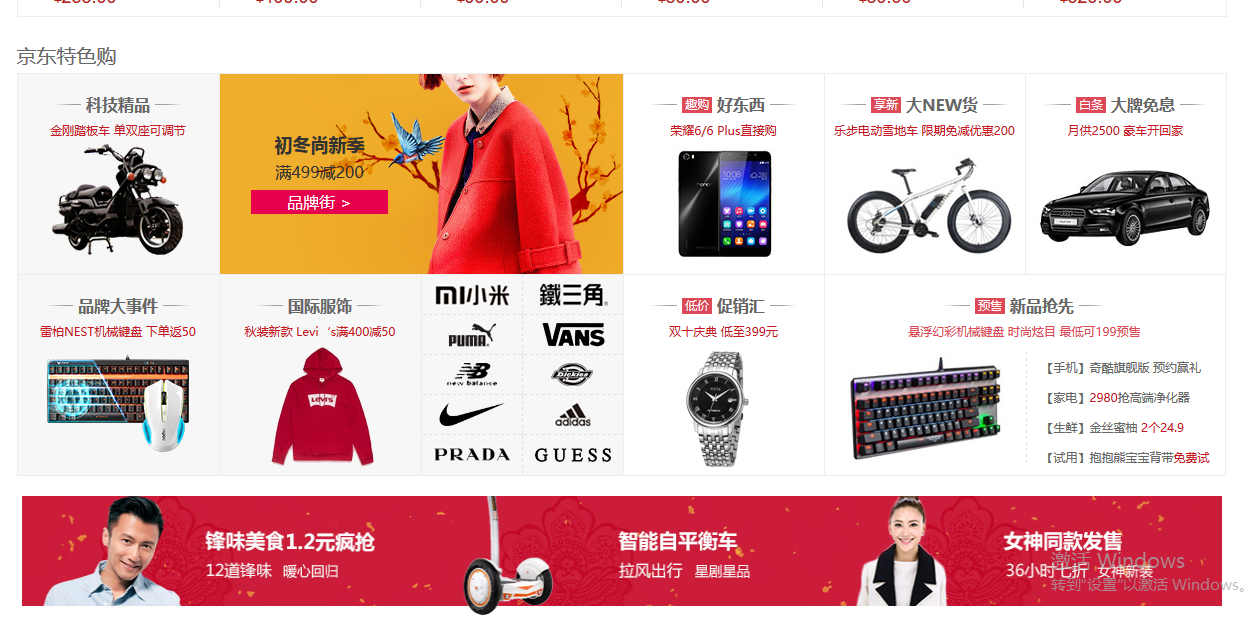 京东特色购
科技精品
金刚踏板车 单双座可调节
初冬尚新季
满499减200
品牌街 >
趣购 好东西
荣耀6/6 Plus直接购
享新 大NEW货
乐步电动雪地车 限期免减优惠200
白条 大牌免息
月供2500 豪车开回家
品牌大事件
雷柏NEST机械键盘 下单返50
国际服饰
秋装新款 Levi‘s满400减50
LEVI'S
小米
鐵三角
PUMA
VANS
new balance
Dickies
adidas
PRADA
GUESS
低价 促销汇
双十庆典 低至399元
预售 新品抢先
悬浮幻彩机械键盘 时尚炫目 最低可199预售
【手机】奇酷旗舰版 预约赢礼
【家电】2980抢高端净化器
【生鲜】金丝蜜柚 2个24.9
【试用】抱抱熊宝宝背带免费试
锋味美食1.2元疯抢
12道锋味 暖心回归
智能自平衡车
拉风出行 星剧星品
女神同款发售
36小时七折 女神新装
激活 Windows
转到"设置"以激活 Windows。